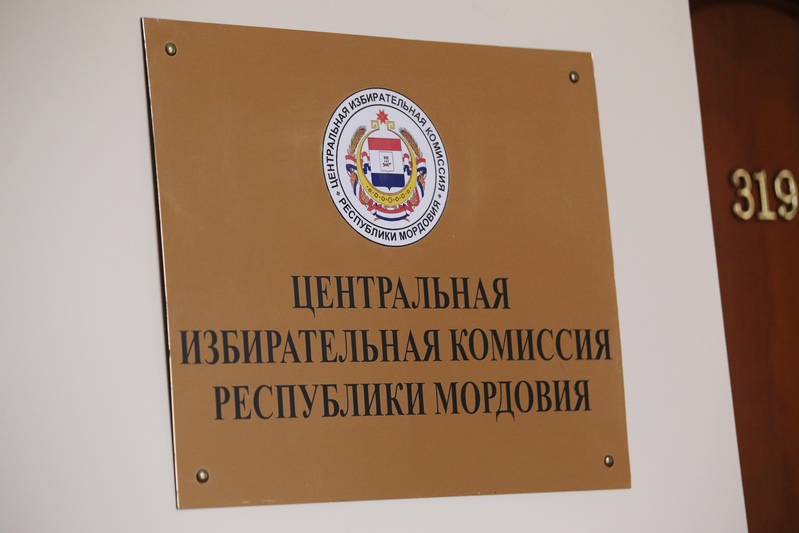 ЦЕНТРАЛЬНАЯ ИЗБИРАТЕЛЬНАЯ КОМИССИЯ
РЕСПУБЛИКИ МОРДОВИЯ
ЦЕНТРАЛЬНАЯ
ИЗБИРАТЕЛЬНАЯ КОМИССИЯ
РЕСПУБЛИКИ МОРДОВИЯ
319